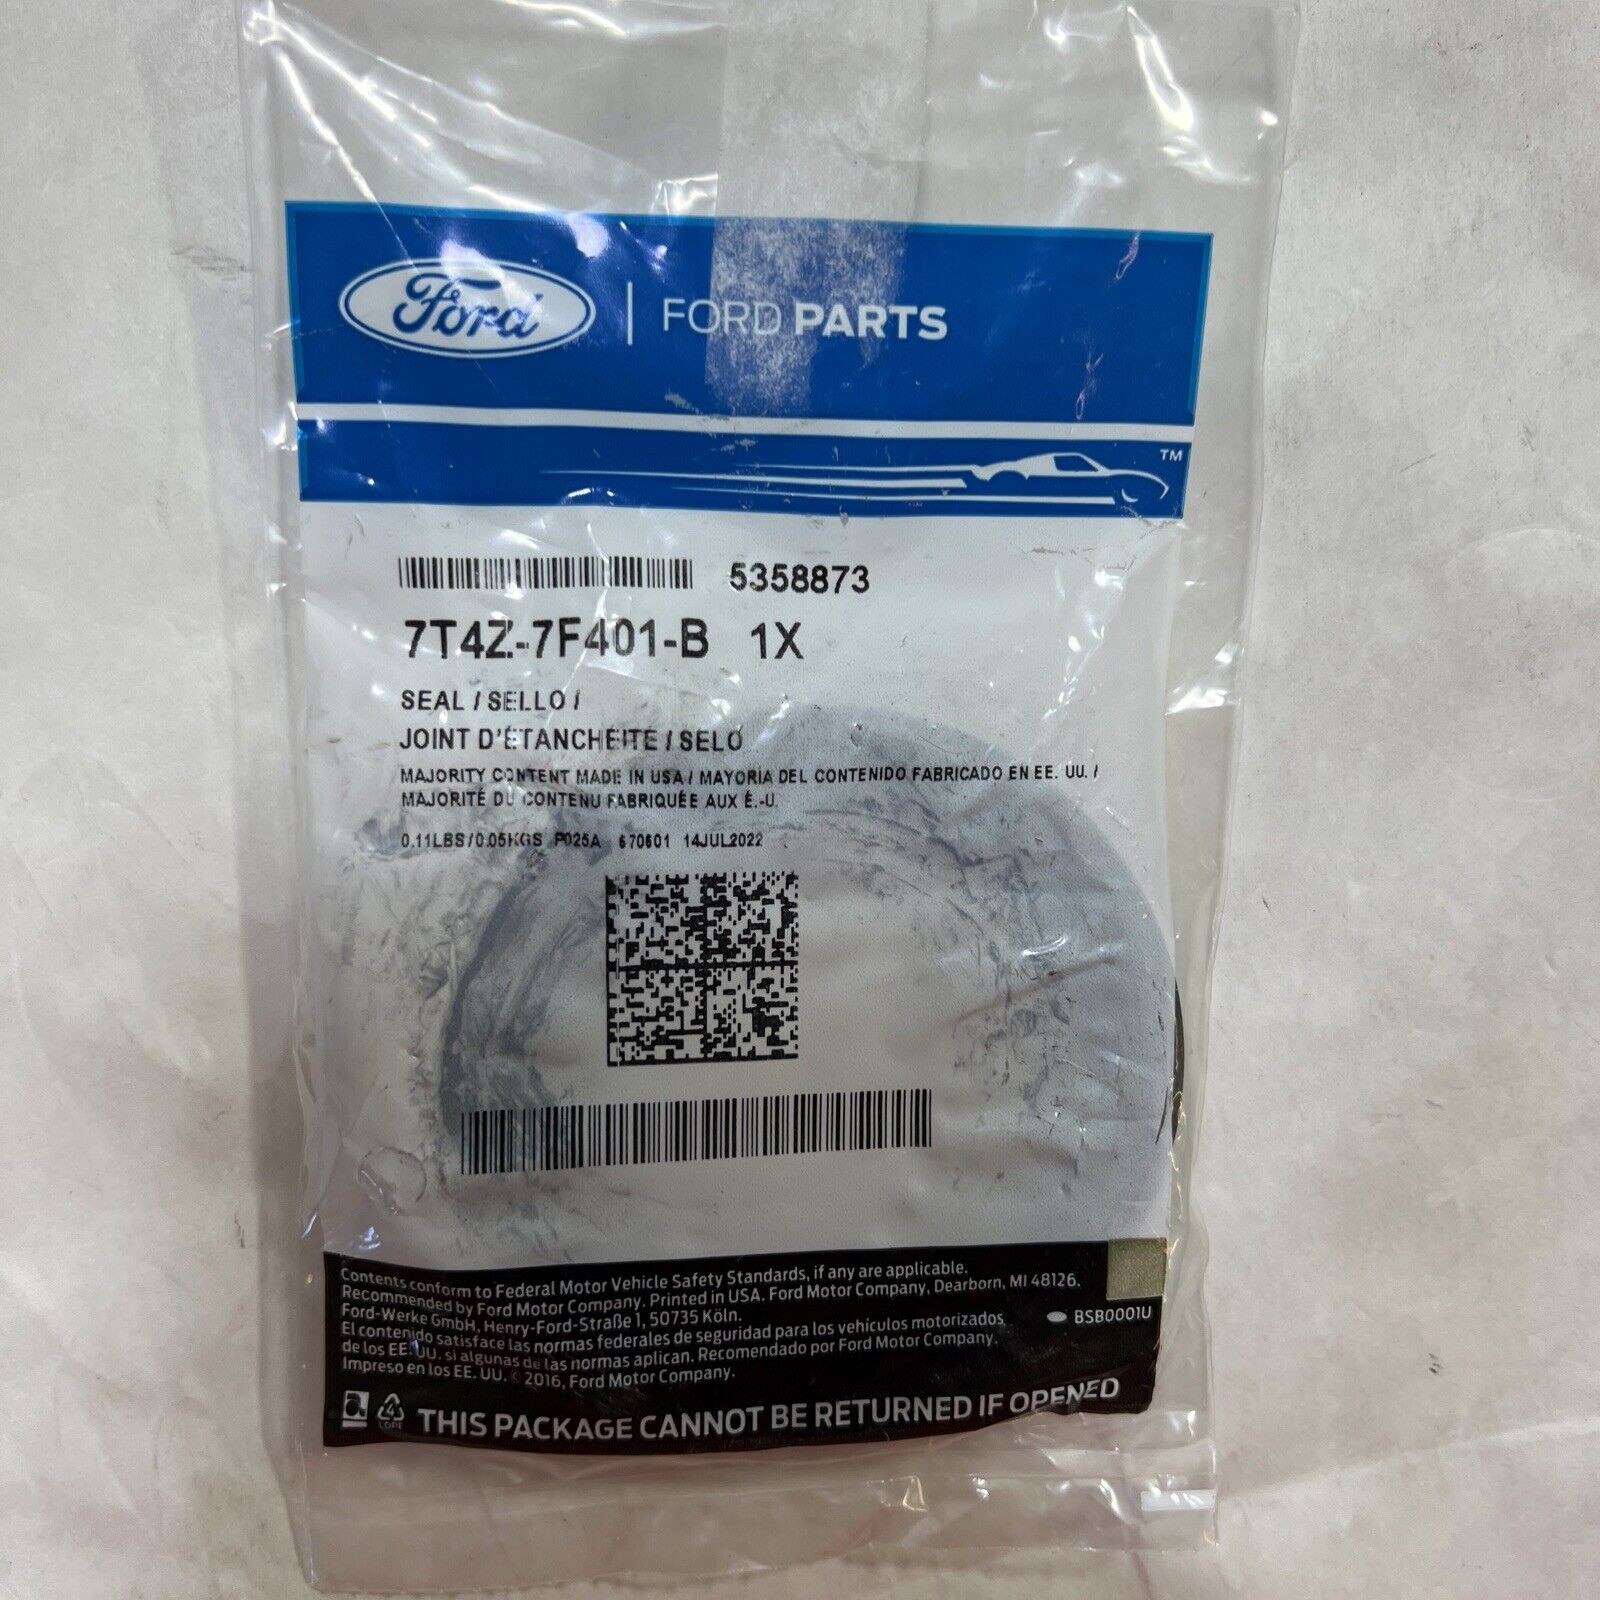 Ford | FORD PARTS
TM
5358873
7T4Z-7F401-B 1X
SEAL / SELLO /
JOINT D'ÉTANCHEITE / SELO
MAJORITY CONTENT MADE IN USA / MAYORIA DEL CONTENIDO FABRICADO EN EE. UU. /
MAJORITÉ DU CONTENU FABRIQUÉE AUX É.-U.
0.11LBS/0.05KGS P025A 670601 14JUL2022
Contents conform to Federal Motor Vehicle Safety Standards, if any are applicable.
Recommended by Ford Motor Company. Printed in USA. Ford Motor Company, Dearborn, MI 48126.
Ford-Werke GmbH, Henry-Ford-Straße 1, 50735 Köln.
BSB0001U
El contenido satisface las normas federales de seguridad para los vehículos motorizados
de los EE. UU. si algunas de las normas aplican. Recomendado por Ford Motor Company.
Impreso en los EE. UU. © 2016, Ford Motor Company.
4
LDPE
THIS PACKAGE CANNOT BE RETURNED IF OPENED